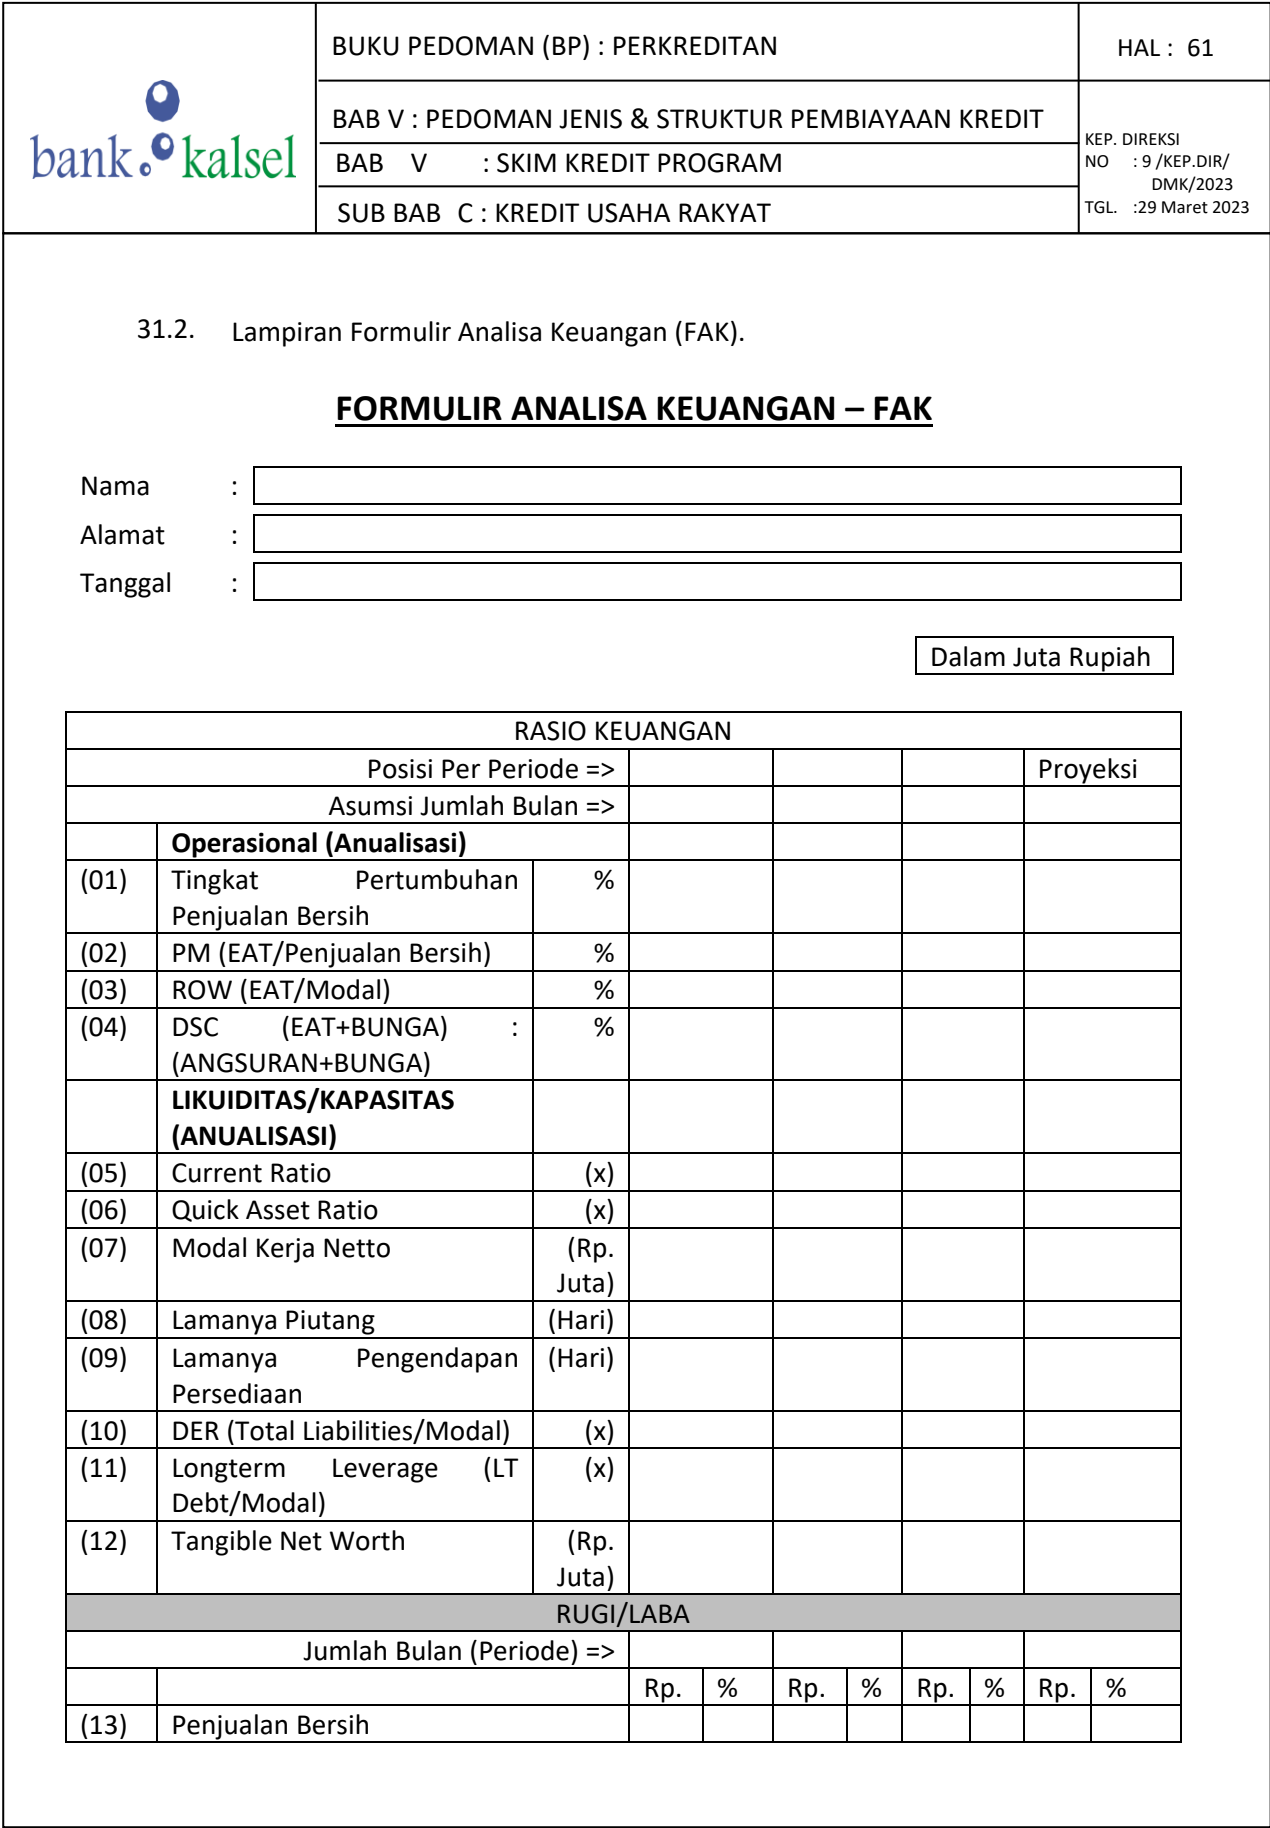 bank kalsel
BUKU PEDOMAN (BP) : PERKREDITAN
HAL : 61
BAB V : PEDOMAN JENIS & STRUKTUR PEMBIAYAAN KREDIT
BAB V : SKIM KREDIT PROGRAM
SUB BAB C : KREDIT USAHA RAKYAT
KEP. DIREKSI
NO : 9 /KEP.DIR/
DMK/2023
TGL. :29 Maret 2023
31.2. Lampiran Formulir Analisa Keuangan (FAK).
FORMULIR ANALISA KEUANGAN – FAK
Nama :
Alamat :
Tanggal :
Dalam Juta Rupiah
RASIO KEUANGAN
Posisi Per Periode => Proyeksi
Asumsi Jumlah Bulan =>
Operasional (Anualisasi)
(01) Tingkat Pertumbuhan %
Penjualan Bersih
(02) PM (EAT/Penjualan Bersih) %
(03) ROW (EAT/Modal) %
(04) DSC (EAT+BUNGA) : %
(ANGSURAN+BUNGA)
LIKUIDITAS/KAPASITAS
(ANUALISASI)
(05) Current Ratio (x)
(06) Quick Asset Ratio (x)
(07) Modal Kerja Netto (Rp.
Juta)
(08) Lamanya Piutang (Hari)
(09) Lamanya Pengendapan (Hari)
Persediaan
(10) DER (Total Liabilities/Modal) (x)
(11) Longterm Leverage (LT (x)
Debt/Modal)
(12) Tangible Net Worth (Rp.
Juta)
RUGI/LABA
Jumlah Bulan (Periode) =>
Rp. % Rp. % Rp. % Rp. %
(13) Penjualan Bersih